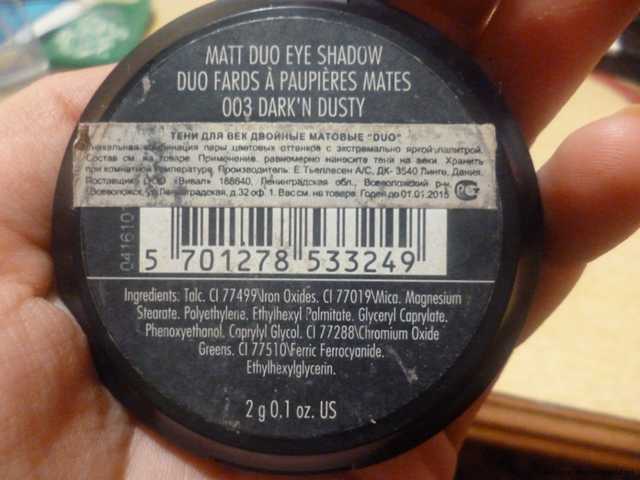 MATT DUO EYE SHADOW
DUO FARDS À PAUPIÈRES MATES
003 DARK'N DUSTY
ТЕНИ ДЛЯ ВЕК ДВОЙНЫЕ МАТОВЫЕ "DUO"
комбинация пары цветовых оттенков с экстремально яркой палитрой.
Состав см. на товаре. Применение: равномерно нанесите тени на веки. Хранить
при комнатной температуре. Производитель: Е. Тьеллесен А/С, ДК- 3540 Линге, Дания.
Поставщик: ООО "Вивал" 188640, Ленинградская обл., Всеволожский р-н,
Всеволожск, Ленинградская, д.32 оф. 1. Вес см. на товаре. Годен до 01.01.2015
041610
5 701278 533249
Ingredients: Talc. CI 77499\Iron Oxides. CI 77019\Mica. Magnesium
Stearate. Polyethylene, Ethylhexyl Palmitate. Glyceryl Caprylate.
Phenoxyethanol. Caprylyl Glycol. CI 77288\Chromium Oxide
Greens. CI 77510\Ferric Ferrocyanide.
Ethylhexylglycerin.
2 g 0.1 oz. US